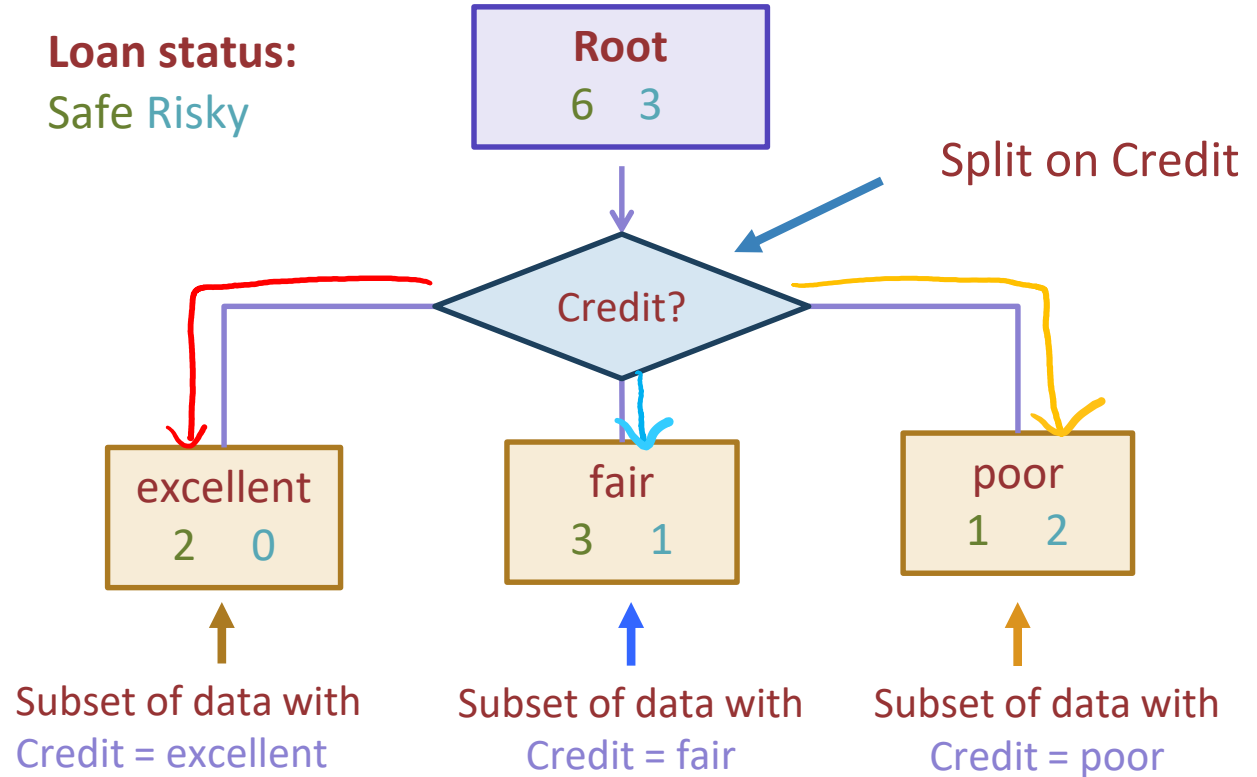 Loan status:
Safe Risky
Root
6 3
Split on Credit
Credit?
excellent
2 0
fair
3 1
poor
1 2
Subset of data with
Credit = excellent
Subset of data with
Credit = fair
Subset of data with
Credit = poor